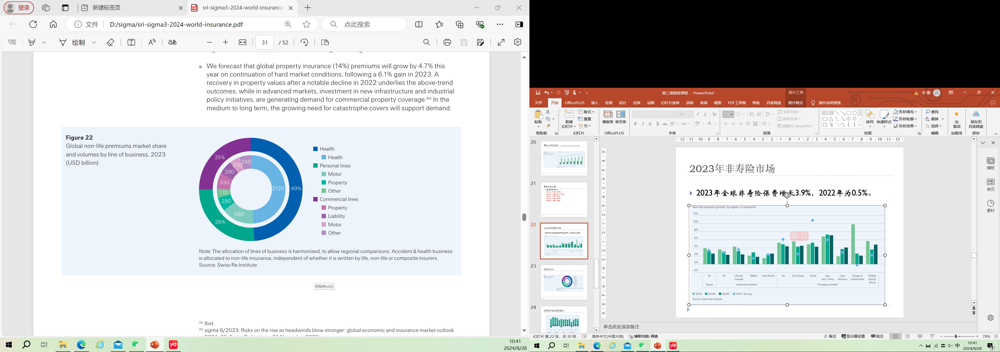 登录
新建标签页
sri-sigma3-2024-world-insurance.
文件
D:/sigma/sri-sigma3-2024-world-insurance.pdf
点此搜索
绘制
aあ
31
/ 52
We forecast that global property insurance (14%) premiums will grow by 4.7% this
year on continuation of hard market conditions, following a 6.1% gain in 2023. A
recovery in property values after a notable decline in 2022 underlies the above-trend
outcomes, while in advanced markets, investment in new infrastructure and industrial
policy initiatives, are generating demand for commercial property coverage.40 In the
medium to long term, the growing need for catastrophe covers will support demand.
Figure 22
Global non-life premiums market share
and volumes by line of business, 2023
(USD billion)
25%
240
210
290
330
170
290
680
26%
2120
49%
Health
Health
Personal lines
Motor
Property
Other
Commercial lines
Property
Liability
Motor
Other
Note: The allocation of lines of business is harmonised, to allow regional comparisons. Accident & health business
is allocated to non-life insurance, independent of whether it is written by life, non-life or composite insurers.
Source: Swiss Re Institute
各险种占比
39 Ibid.
40 sigma 6/2023: Risks on the rise as headwinds blow stronger: global economic and insurance market outlook
10:41
2024/8/28
第三章面授课程 - PowerPoint
图片工具
芳 粟
文件
开始
OfficePLUS
插入
绘图
设计
切换
动画
幻灯片放映
录制
审阅
视图
PDF工具箱
帮助
百度网盘
图片格式
操作说明搜索
粘贴
剪贴板
新建
幻灯片
版式
重置
节
幻灯片
模板库
单页库
OfficePLUS
26
字体
文字方向
对齐文本
转换为 SmartArt
段落
排列
快速样式
形状填充
形状轮廓
形状效果
绘图
查找
替换
选择
编辑
加
载项
加载项
保存到
百度网盘
保存
20
21
22
23
24
2023年非寿险市场
2023年全球非寿险保费增长3.9%，2022年为0.5%。
Non-life premium growth, by region, in real terms
12%
10%
8%
6%
4%
2%
0%
−2%
All
All
US and
Canada
EMEA
Asia Pacific
All
Excl China
China
Asia,
excl. China
Latin
America
Europe &
Central Asia
Middle
East &
Africa
World
Advanced markets
Emerging markets
2023
2024E
2025F
2013–22 avg.
Source: Swiss Re Institute
模板
单页
素材
单击此处添加备注
幻灯片 第 22 张，共 30 张
简体中文(中国大陆)
辅助功能: 调查
备注
显示器设置
批注
78%
中
10:41
2024/8/28